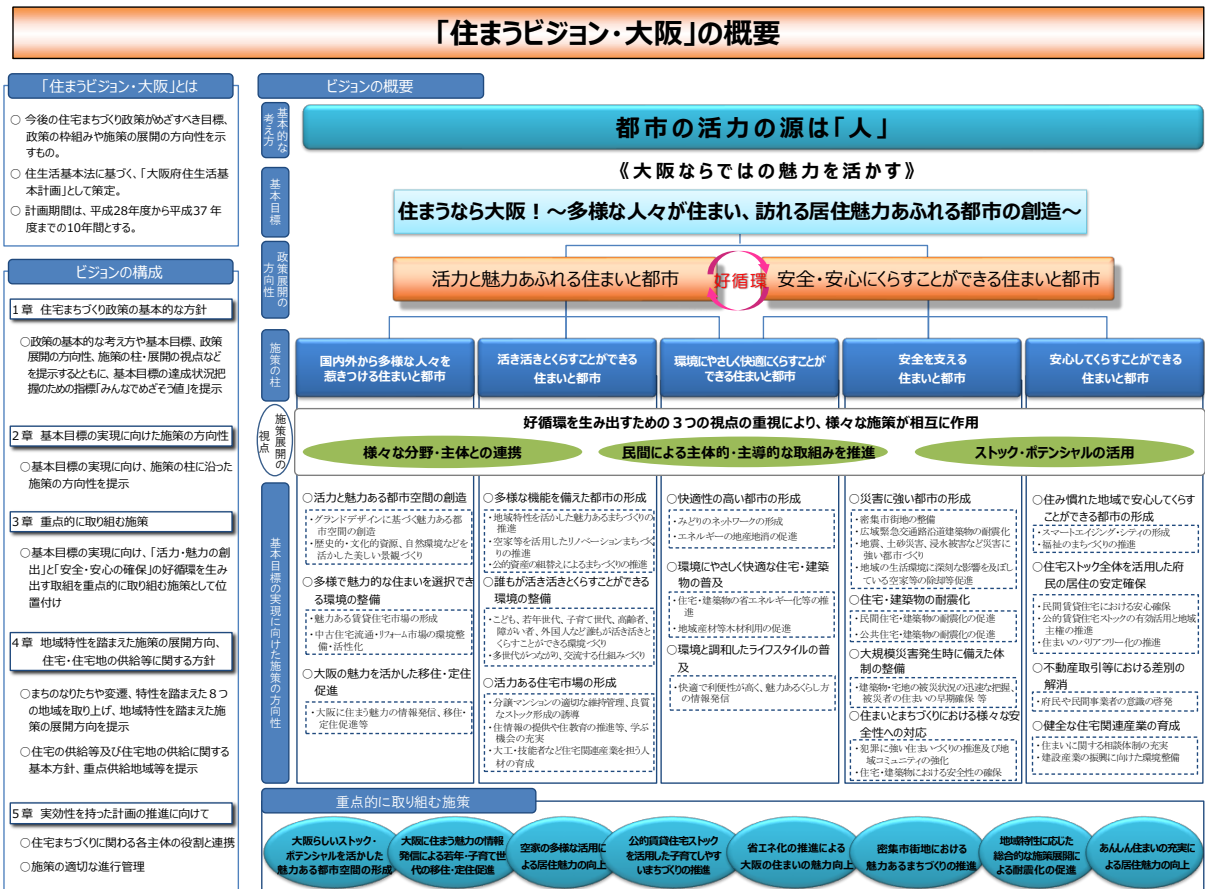 「住まうビジョン・大阪」の概要
「住まうビジョン・大阪」とは
○ 今後の住宅まちづくり政策がめざすべき目標、
政策の枠組みや施策の展開の方向性を示
すもの。
○ 住生活基本法に基づく、「大阪府住生活基
本計画」として策定。
○ 計画期間は、平成28年度から平成37年
度までの10年間とする。
ビジョンの構成
1章 住宅まちづくり政策の基本的な方針
○政策の基本的な考え方や基本目標、政策
展開の方向性、施策の柱・展開の視点など
を提示するとともに、基本目標の達成状況把
握のための指標「みんなでめざそう値」を提示
2章 基本目標の実現に向けた施策の方向性
○基本目標の実現に向け、施策の柱に沿った
施策の方向性を提示
3章 重点的に取り組む施策
○基本目標の実現に向け、「活力・魅力の創
出」と「安全・安心の確保」の好循環を生み出
す取組を重点的に取り組む施策として位
置付け
4章 地域特性を踏まえた施策の展開方向、
住宅・住宅地の供給等に関する方針
○まちのなりたちや変遷、特性を踏まえた8つ
の地域を取り上げ、地域特性を踏まえた施
策の展開方向を提示
○住宅の供給等及び住宅地の供給に関する
基本方針、重点供給地域等を提示
5章 実効性を持った計画の推進に向けて
○住宅まちづくりに関わる各主体の役割と連携
○施策の適切な進行管理
ビジョンの概要
基本的な
考え方
都市の活力の源は「人」
《大阪ならではの魅力を活かす》
基本目標
住まうなら大阪！～多様な人々が住まい、訪れる居住魅力あふれる都市の創造～
政策展開の
方向性
活力と魅力あふれる住まいと都市
好循環
安全・安心にくらすことができる住まいと都市
施策の柱
国内外から多様な人々を
惹きつける住まいと都市
活き活きとくらすことができる
住まいと都市
環境にやさしく快適にくらすことが
できる住まいと都市
安全を支える
住まいと都市
安心してくらすことができる
住まいと都市
施策展開の
視点
好循環を生み出すための３つの視点の重視により、様々な施策が相互に作用
様々な分野・主体との連携
民間による主体的・主導的な取組みを推進
ストック・ポテンシャルの活用
基本目標の実現に向けた施策の方向性
○活力と魅力ある都市空間の創造
・グランドデザインに基づく魅力ある都
市空間の創造
・歴史的・文化的資源、自然環境などを
活かした美しい景観づくり
○多様で魅力的な住まいを選択でき
る環境の整備
・魅力ある賃貸住宅市場の形成
・中古住宅流通・リフォーム市場の環境整
備・活性化
○大阪の魅力を活かした移住・定住
促進
・大阪に住まう魅力の情報発信、移住・
定住促進等
○多様な機能を備えた都市の形成
・地域特性を活かした魅力あるまちづくりの
推進
・空家等を活用したリノベーションまちづく
りの推進
・公的資産の組替えによるまちづくりの推進
○誰もが活き活きとくらすことができる
環境の整備
・こども、若年世代、子育て世代、高齢者、
障がい者、外国人など誰もが活き活きと
くらすことができる環境づくり
・多世代がつながり、交流する仕組みづくり
○活力ある住宅市場の形成
・分譲マンションの適切な維持管理、良質
なストック形成の誘導
・住情報の提供や住教育の推進等、学ぶ
機会の充実
・大工・技能者など住宅関連産業を担う人
材の育成
○快適性の高い都市の形成
・みどりのネットワークの形成
・エネルギーの地産地消の促進
○環境にやさしく快適な住宅・建築
物の普及
・住宅・建築物の省エネルギー化等の推
進
・地域産材等木材利用の促進
○環境と調和したライフスタイルの普
及
・快適で利便性が高く、魅力あるくらし方
の情報発信
○災害に強い都市の形成
・密集市街地の整備
・広域緊急交通路沿道建築物の耐震化
・地震、土砂災害、浸水被害など災害に
強い都市づくり
・地域の生活環境に深刻な影響を及ぼし
ている空家等の除却等促進
○住宅・建築物の耐震化
・民間住宅・建築物の耐震化の促進
・公共住宅・建築物の耐震化の促進
○大規模災害発生時に備えた体
制の整備
・建築物・宅地の被災状況の迅速な把握、
被災者の住まいの早期確保 等
○住まいとまちづくりにおける様々な安
全性への対応
・犯罪に強い住まいづくりの推進及び地
域コミュニティの強化
・住宅・建築物における安全性の確保
○住み慣れた地域で安心してくらす
ことができる都市の形成
・スマートエイジング・シティの形成
・福祉のまちづくりの推進
○住宅ストック全体を活用した府
民の居住の安定確保
・民間賃貸住宅における安心確保
・公的賃貸住宅ストックの有効活用と地域
主権の推進
・住まいのバリアフリー化の推進
○不動産取引等における差別の
解消
・府民や民間事業者の意識の啓発
○健全な住宅関連産業の育成
・住まいに関する相談体制の充実
・建設産業の振興に向けた環境整備
重点的に取り組む施策
大阪らしいストック・
ポテンシャルを活かした
魅力ある都市空間の形成
大阪に住まう魅力の情報
発信による若年・子育て世
代の移住・定住促進
空家の多様な活用に
よる居住魅力の向上
公的賃貸住宅ストック
を活用した子育てしやす
いまちづくりの推進
省エネ化の推進による
大阪の住まいの魅力向上
密集市街地における
魅力あるまちづくりの推進
地域特性に応じた
総合的な施策展開に
よる耐震化の促進
あんしん住まいの充実に
よる居住魅力の向上